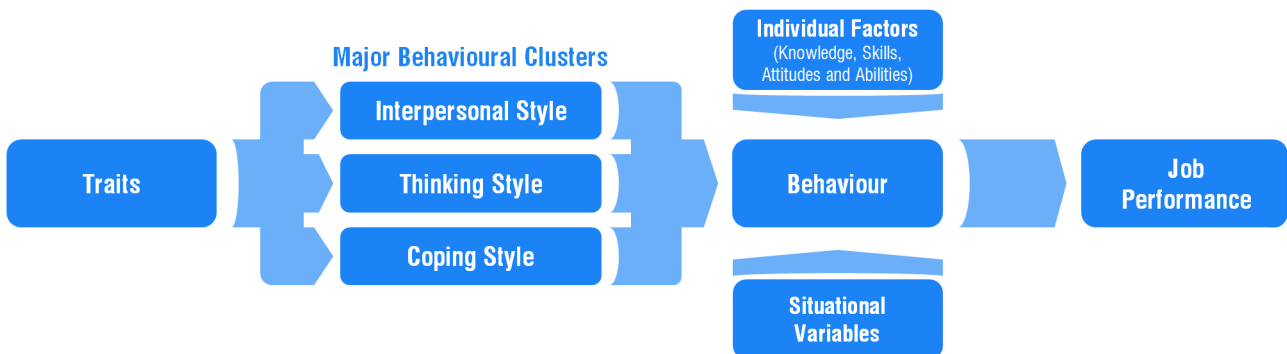 Traits
Major Behavioural Clusters
Interpersonal Style
Thinking Style
Coping Style
Individual Factors
(Knowledge, Skills,
Attitudes and Abilities)
Behaviour
Situational
Variables
Job
Performance